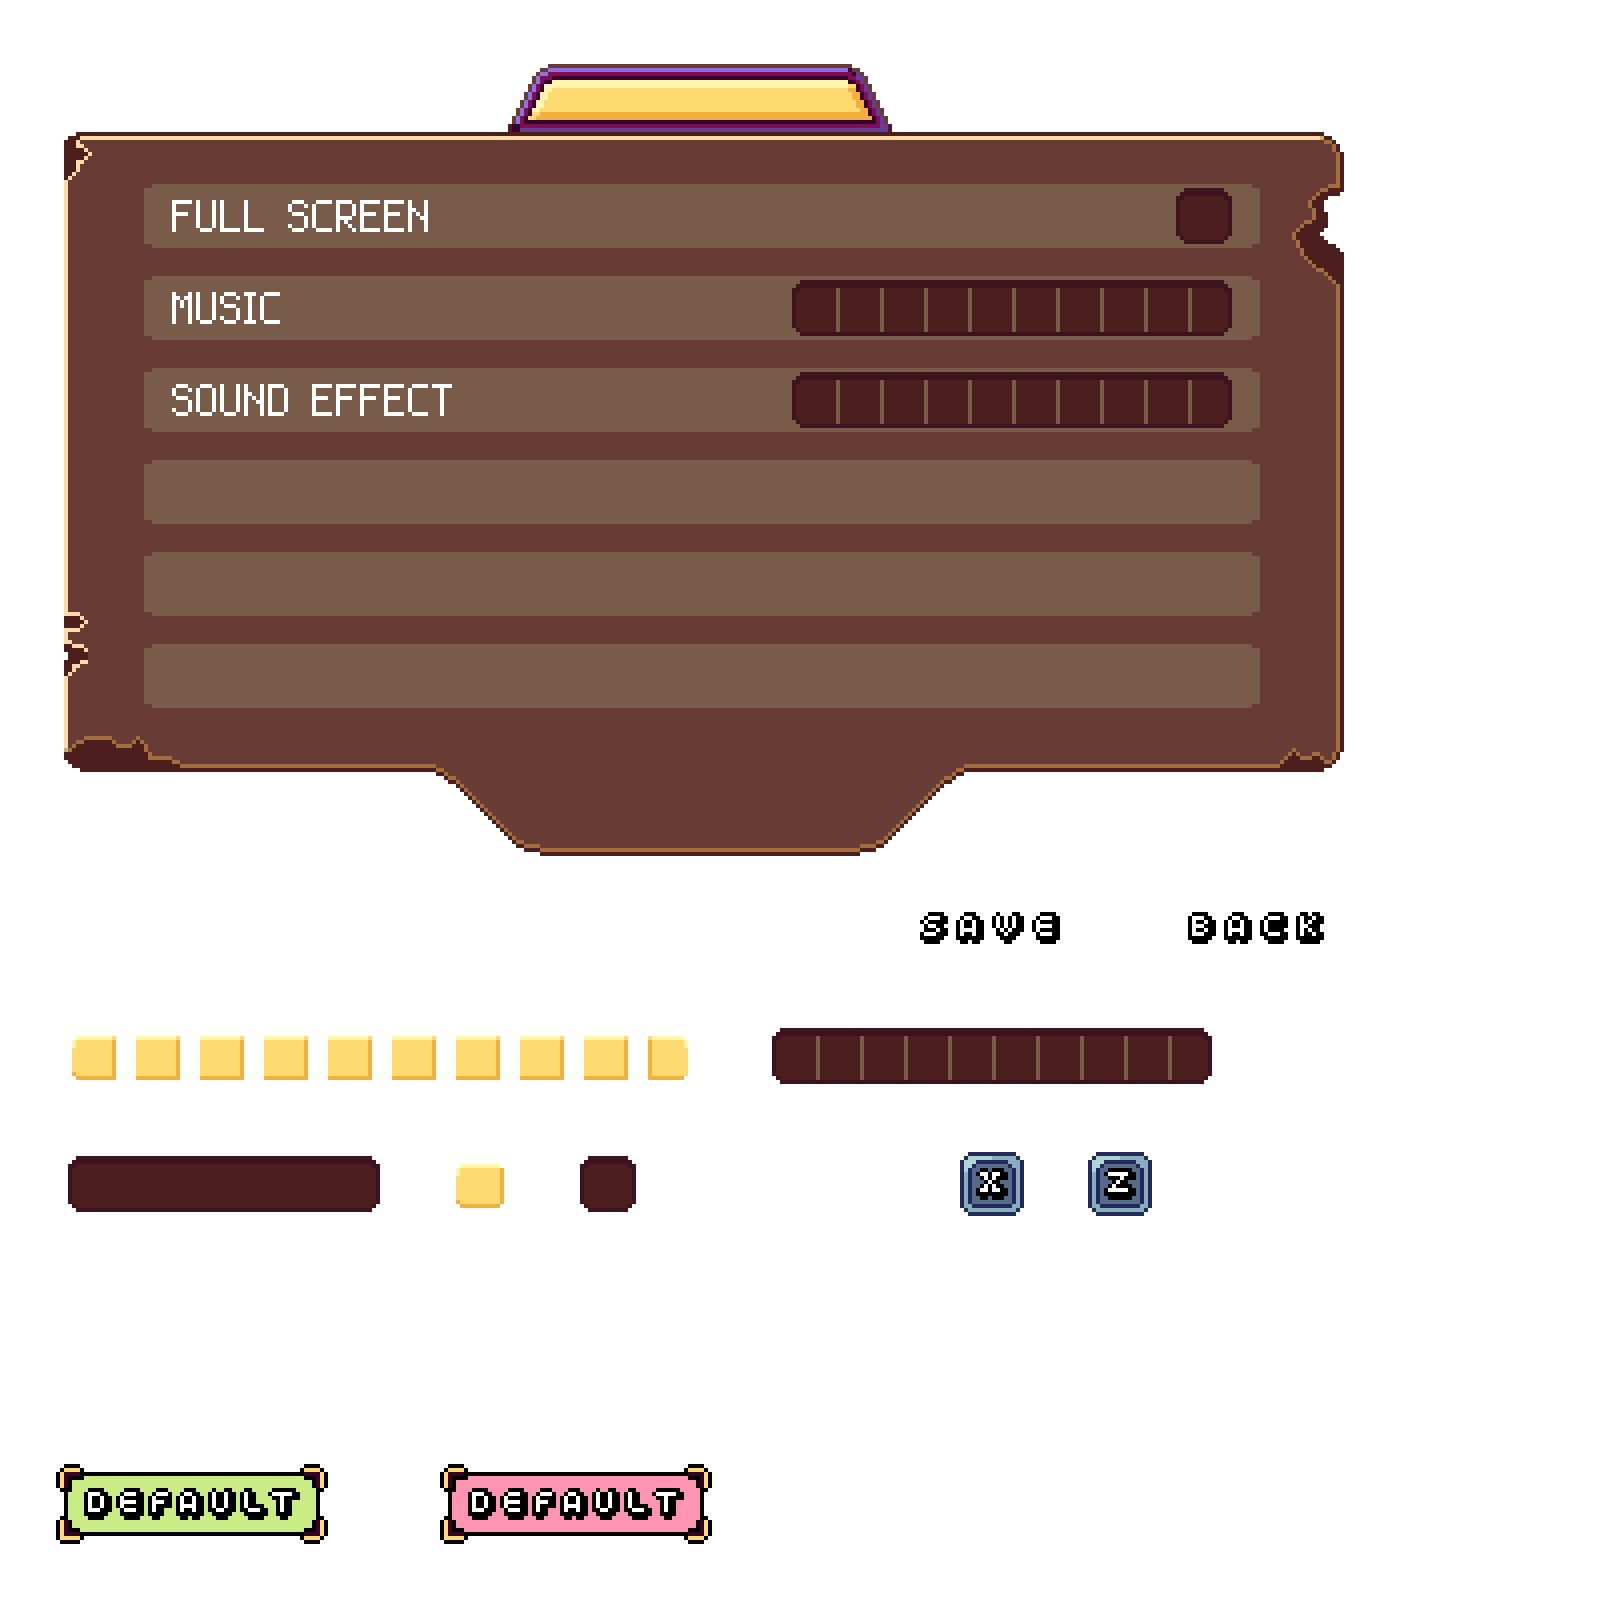 FULL SCREEN
MUSIC
SOUND EFFECT
SAVE BACK
X Z
DEFAULT DEFAULT